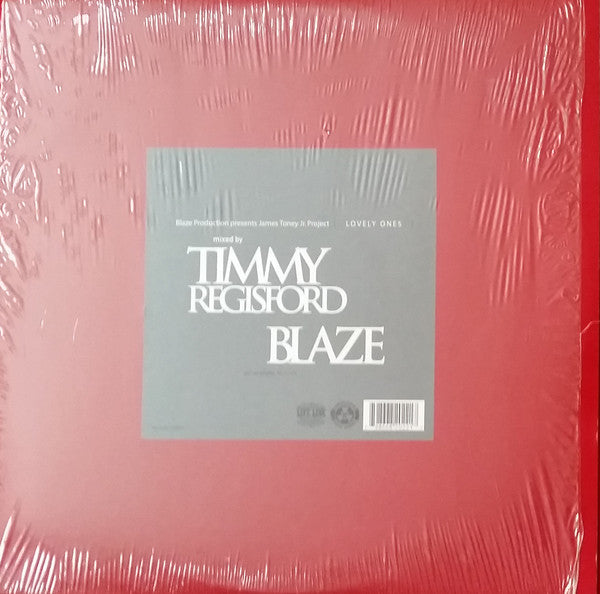 Blaze Production presents James Toney Jr. Project LOVELY ONES
mixed by
TIMMY
REGISFORD
BLAZE